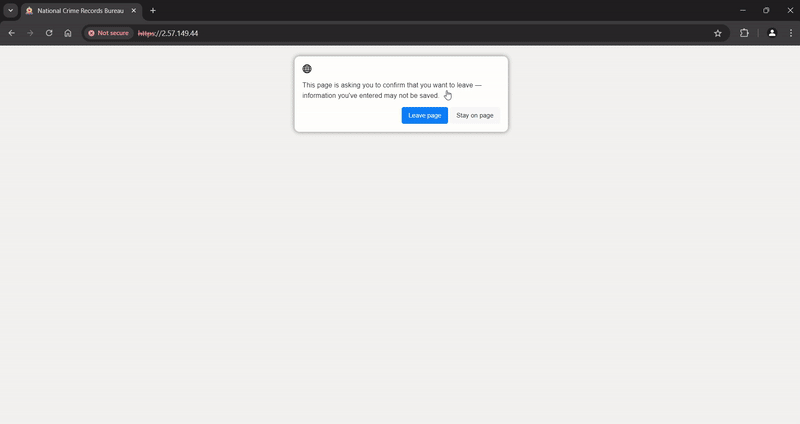 National Crime Records Bureau
Not secure
https://2.57.149.44
This page is asking you to confirm that you want to leave —
information you've entered may not be saved.
Leave page
Stay on page